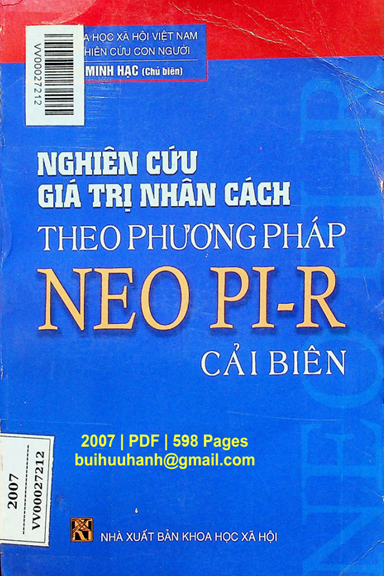 HỌC XÃ HỘI VIỆT NAM
CỨU CON NGƯỜI
MINH HẠC (Chủ biên)
VV00027212
NGHIÊN CỨU
GIÁ TRỊ NHÂN CÁCH
THEO PHƯƠNG PHÁP
NEO PI-R
CẢI BIÊN
NEO PI-R
2007 | PDF | 598 Pages
buihuuhanh@gmail.com
2007
VV00027212
NHÀ XUẤT BẢN KHOA HỌC XÃ HỘI